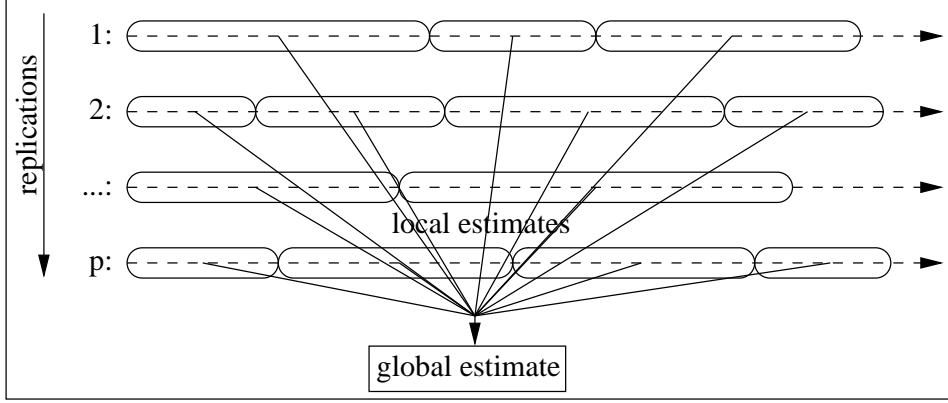 replications
1:
2:
...:
local estimates
p:
global estimate